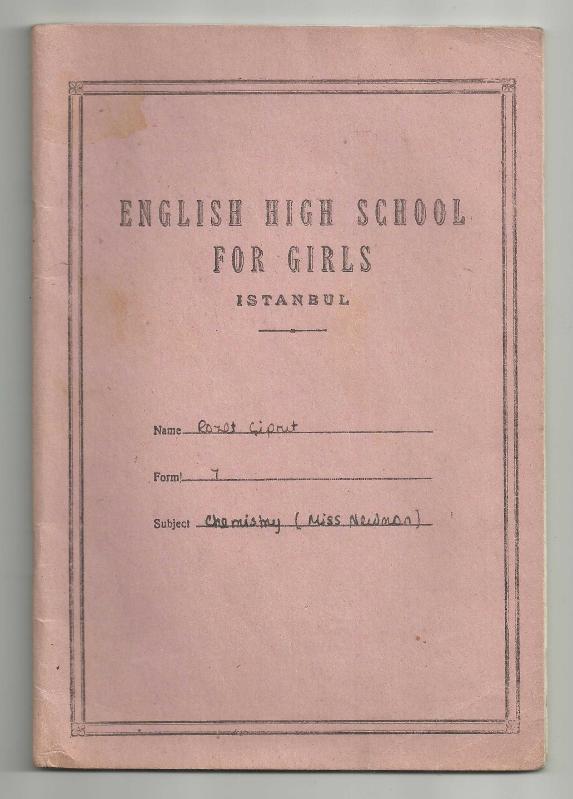 ENGLISH HIGH SCHOOL
FOR GIRLS
ISTANBUL
Name Rozet Ciprut
Form 7
Subject Chemistry ( Miss Newman )